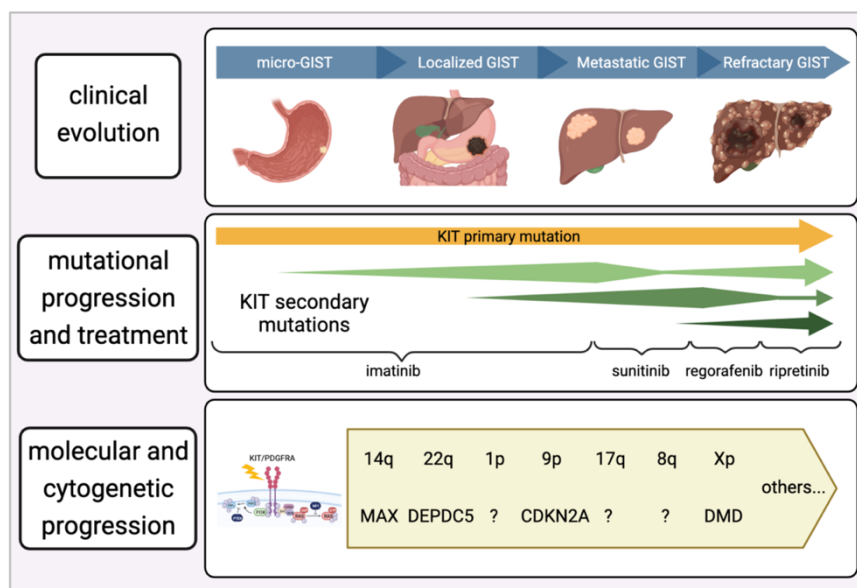 clinical
evolution
micro-GIST
Localized GIST
Metastatic GIST
Refractary GIST
mutational
progression
and treatment
KIT primary mutation
KIT secondary
mutations
imatinib
sunitinib
regorafenib
ripretinib
molecular and
cytogenetic
progression
KIT/PDGFRA
14q 22q 1p 9p 17q 8q Xp
others...
MAX DEPDC5 ? CDKN2A ? ? DMD